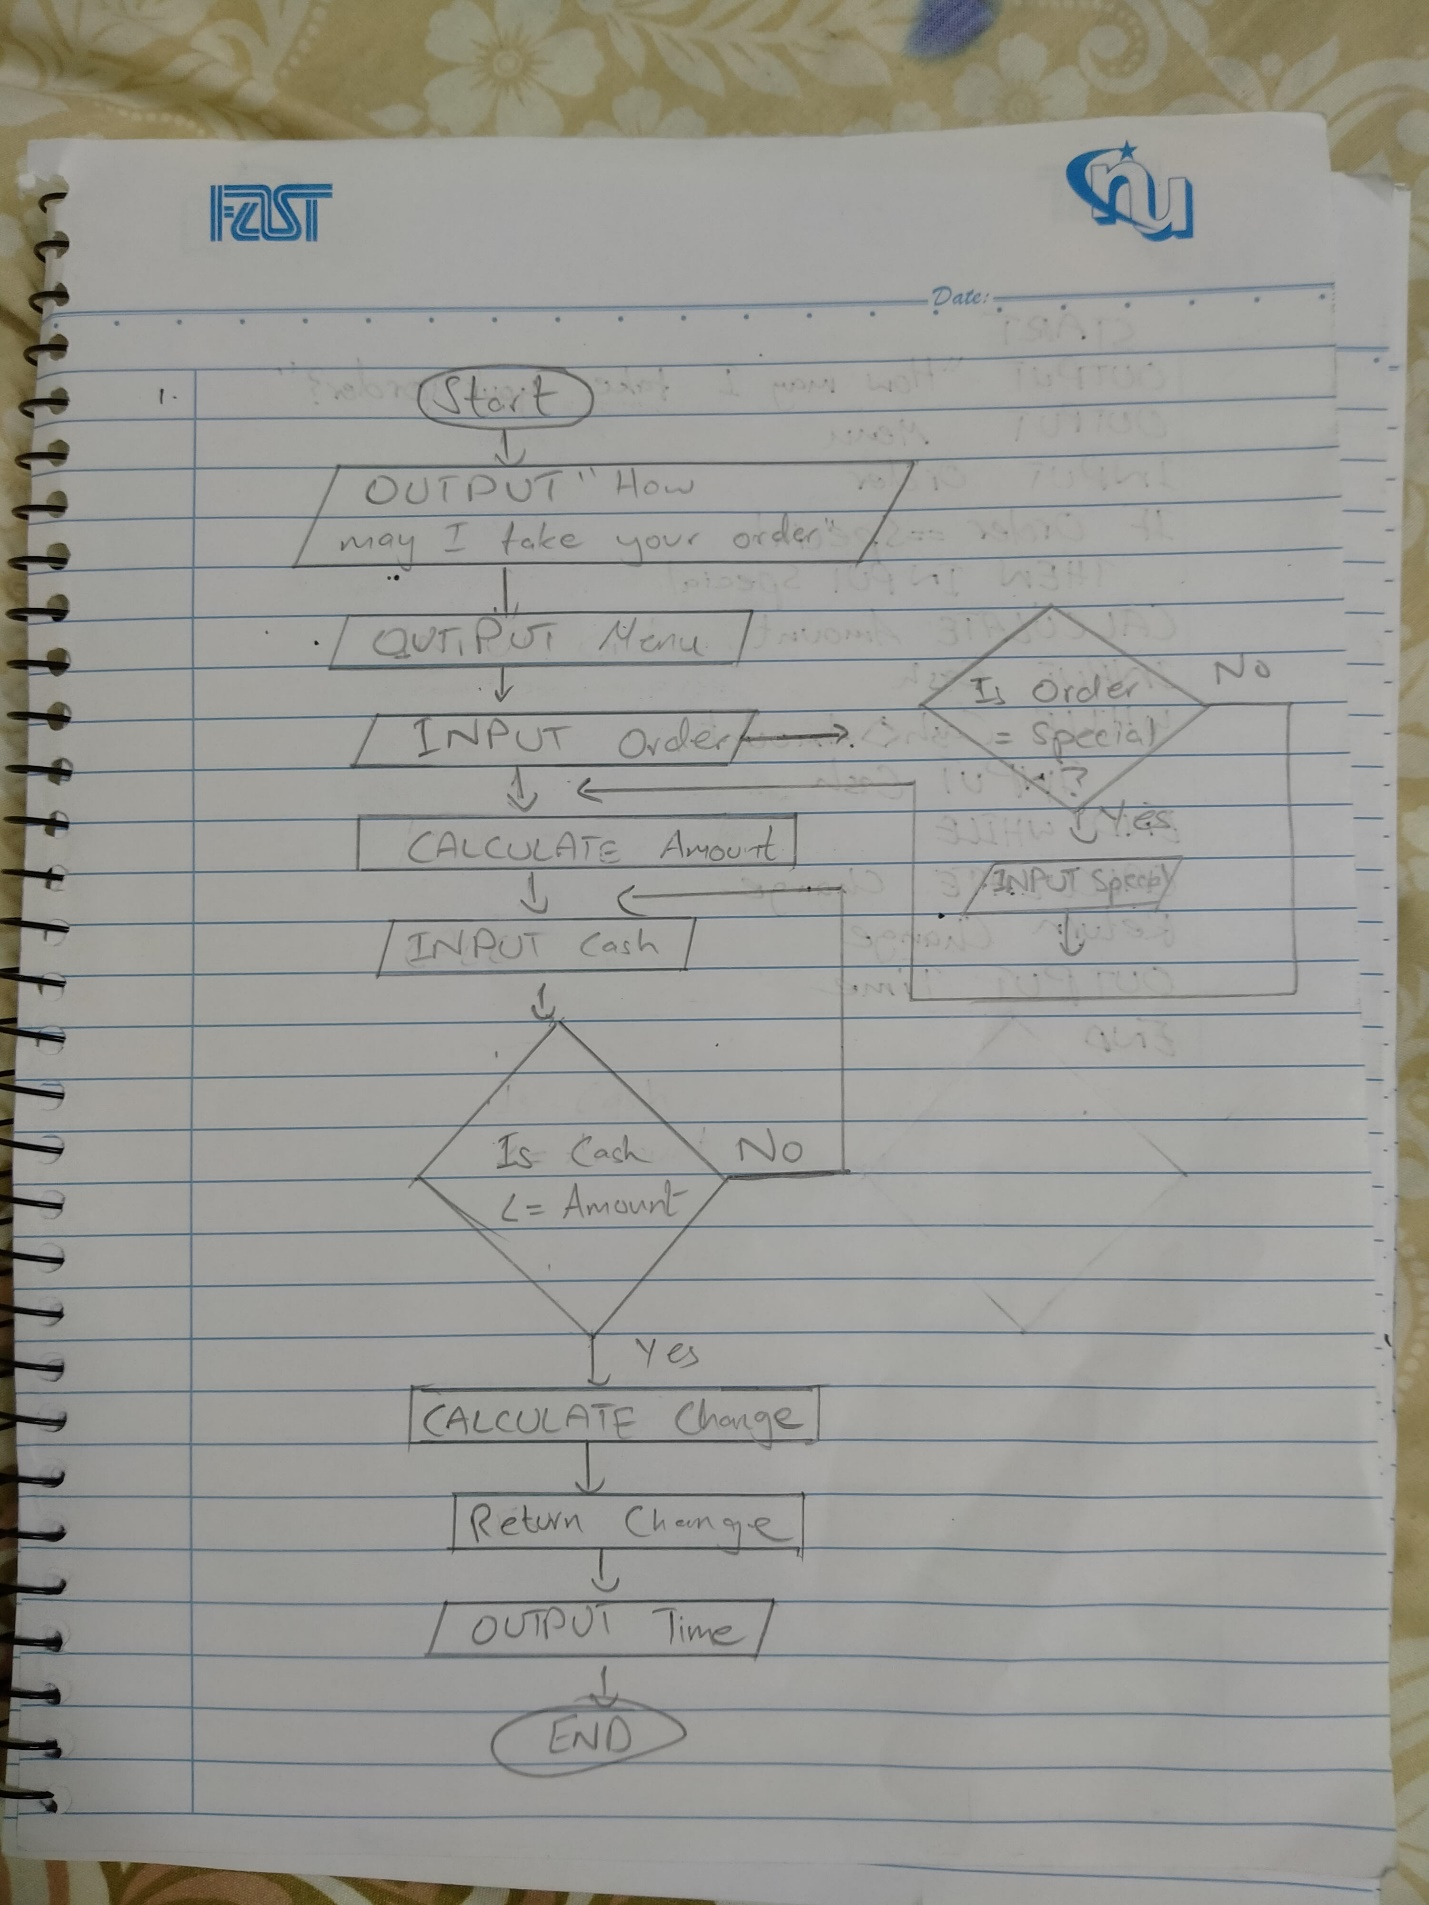 FAST
nu
Date:
1.
Start
OUTPUT "How
may I take your order"
OUTPUT Menu
INPUT Order
Is Order
= Special
?
No
Yes
INPUT
CALCULATE Amount
INPUT Cash
Is Cash
<= Amount
No
Yes
CALCULATE Change
Return Change
OUTPUT Time
END